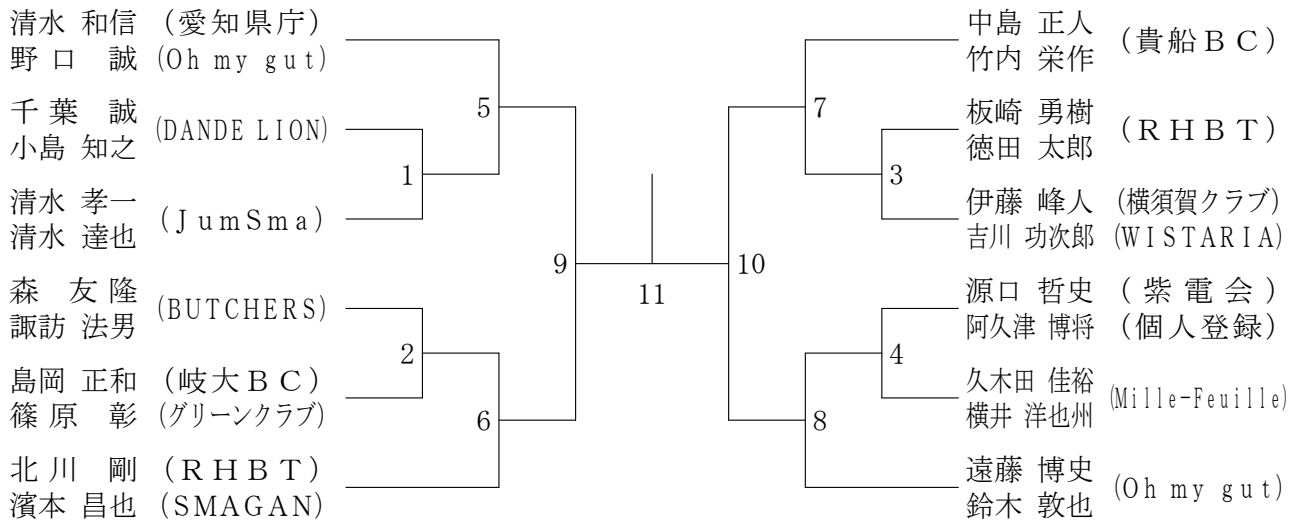 清水 和信 (愛知県庁)
野口 誠 (Oh my gut)
5
千葉 誠
小島 知之
(DANDE LION)
1
清水 孝一
清水 達也
(JumSma)
9
森 友隆
諏訪 法男
(BUTCHERS)
2
島岡 正和 (岐大BC)
篠原 彰 (グリーンクラブ)
6
北川 剛 (RHBT)
濱本 昌也 (SMAGAN)
11
中島 正人
竹内 栄作
(貴船BC)
7
板崎 勇樹
徳田 太郎
(RHBT)
3
伊藤 峰人 (横須賀クラブ)
吉川 功次郎 (WISTARIA)
10
源口 哲史 (紫電会)
阿久津 博将 (個人登録)
4
久木田 佳裕
横井 洋也州
(Mille-Feuille)
8
遠藤 博史
鈴木 敦也
(Oh my gut)